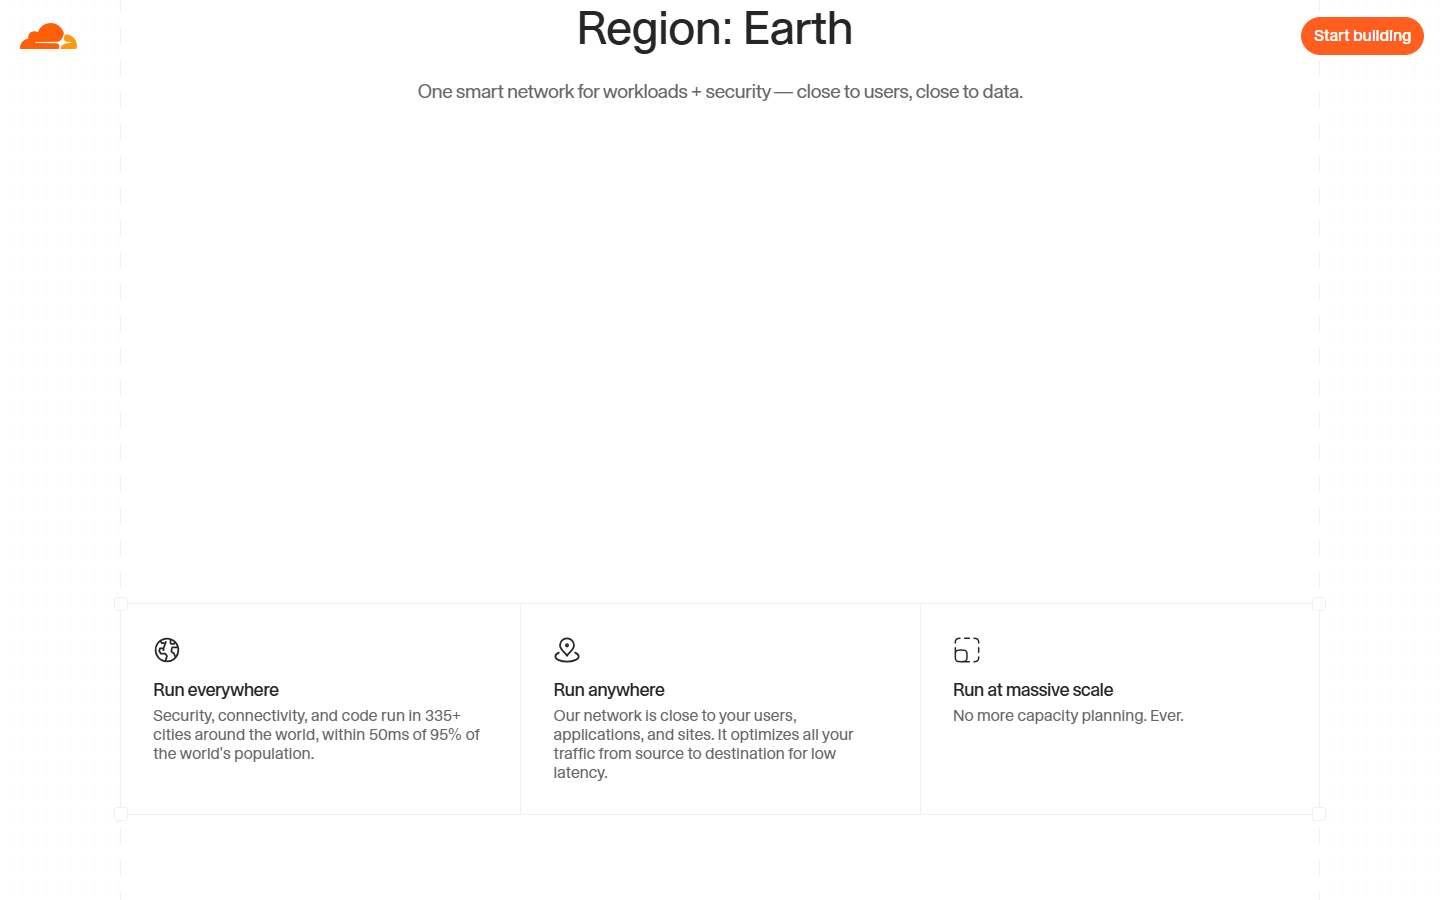 Region: Earth
Start building
One smart network for workloads + security — close to users, close to data.
Run everywhere
Security, connectivity, and code run in 335+
cities around the world, within 50ms of 95% of
the world's population.
Run anywhere
Our network is close to your users,
applications, and sites. It optimizes all your
traffic from source to destination for low
latency.
Run at massive scale
No more capacity planning. Ever.